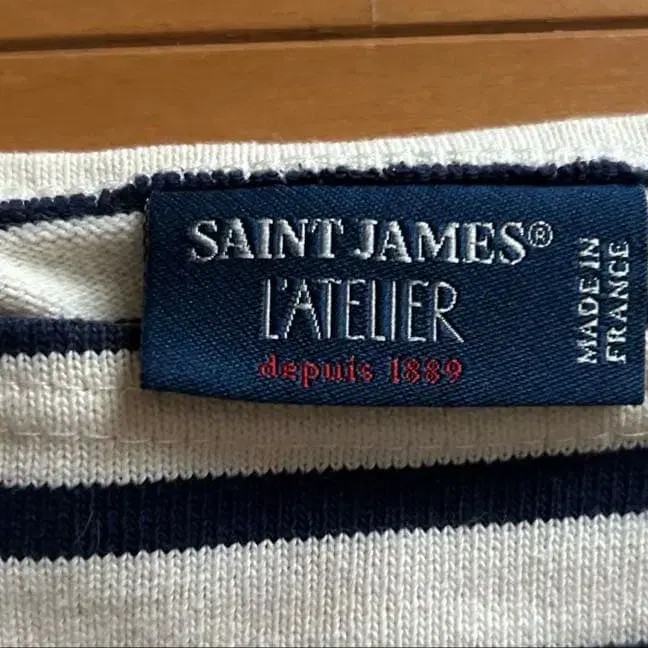 SAINT JAMES®
L'ATELIER
depuis 1889
MADE IN
FRANCE